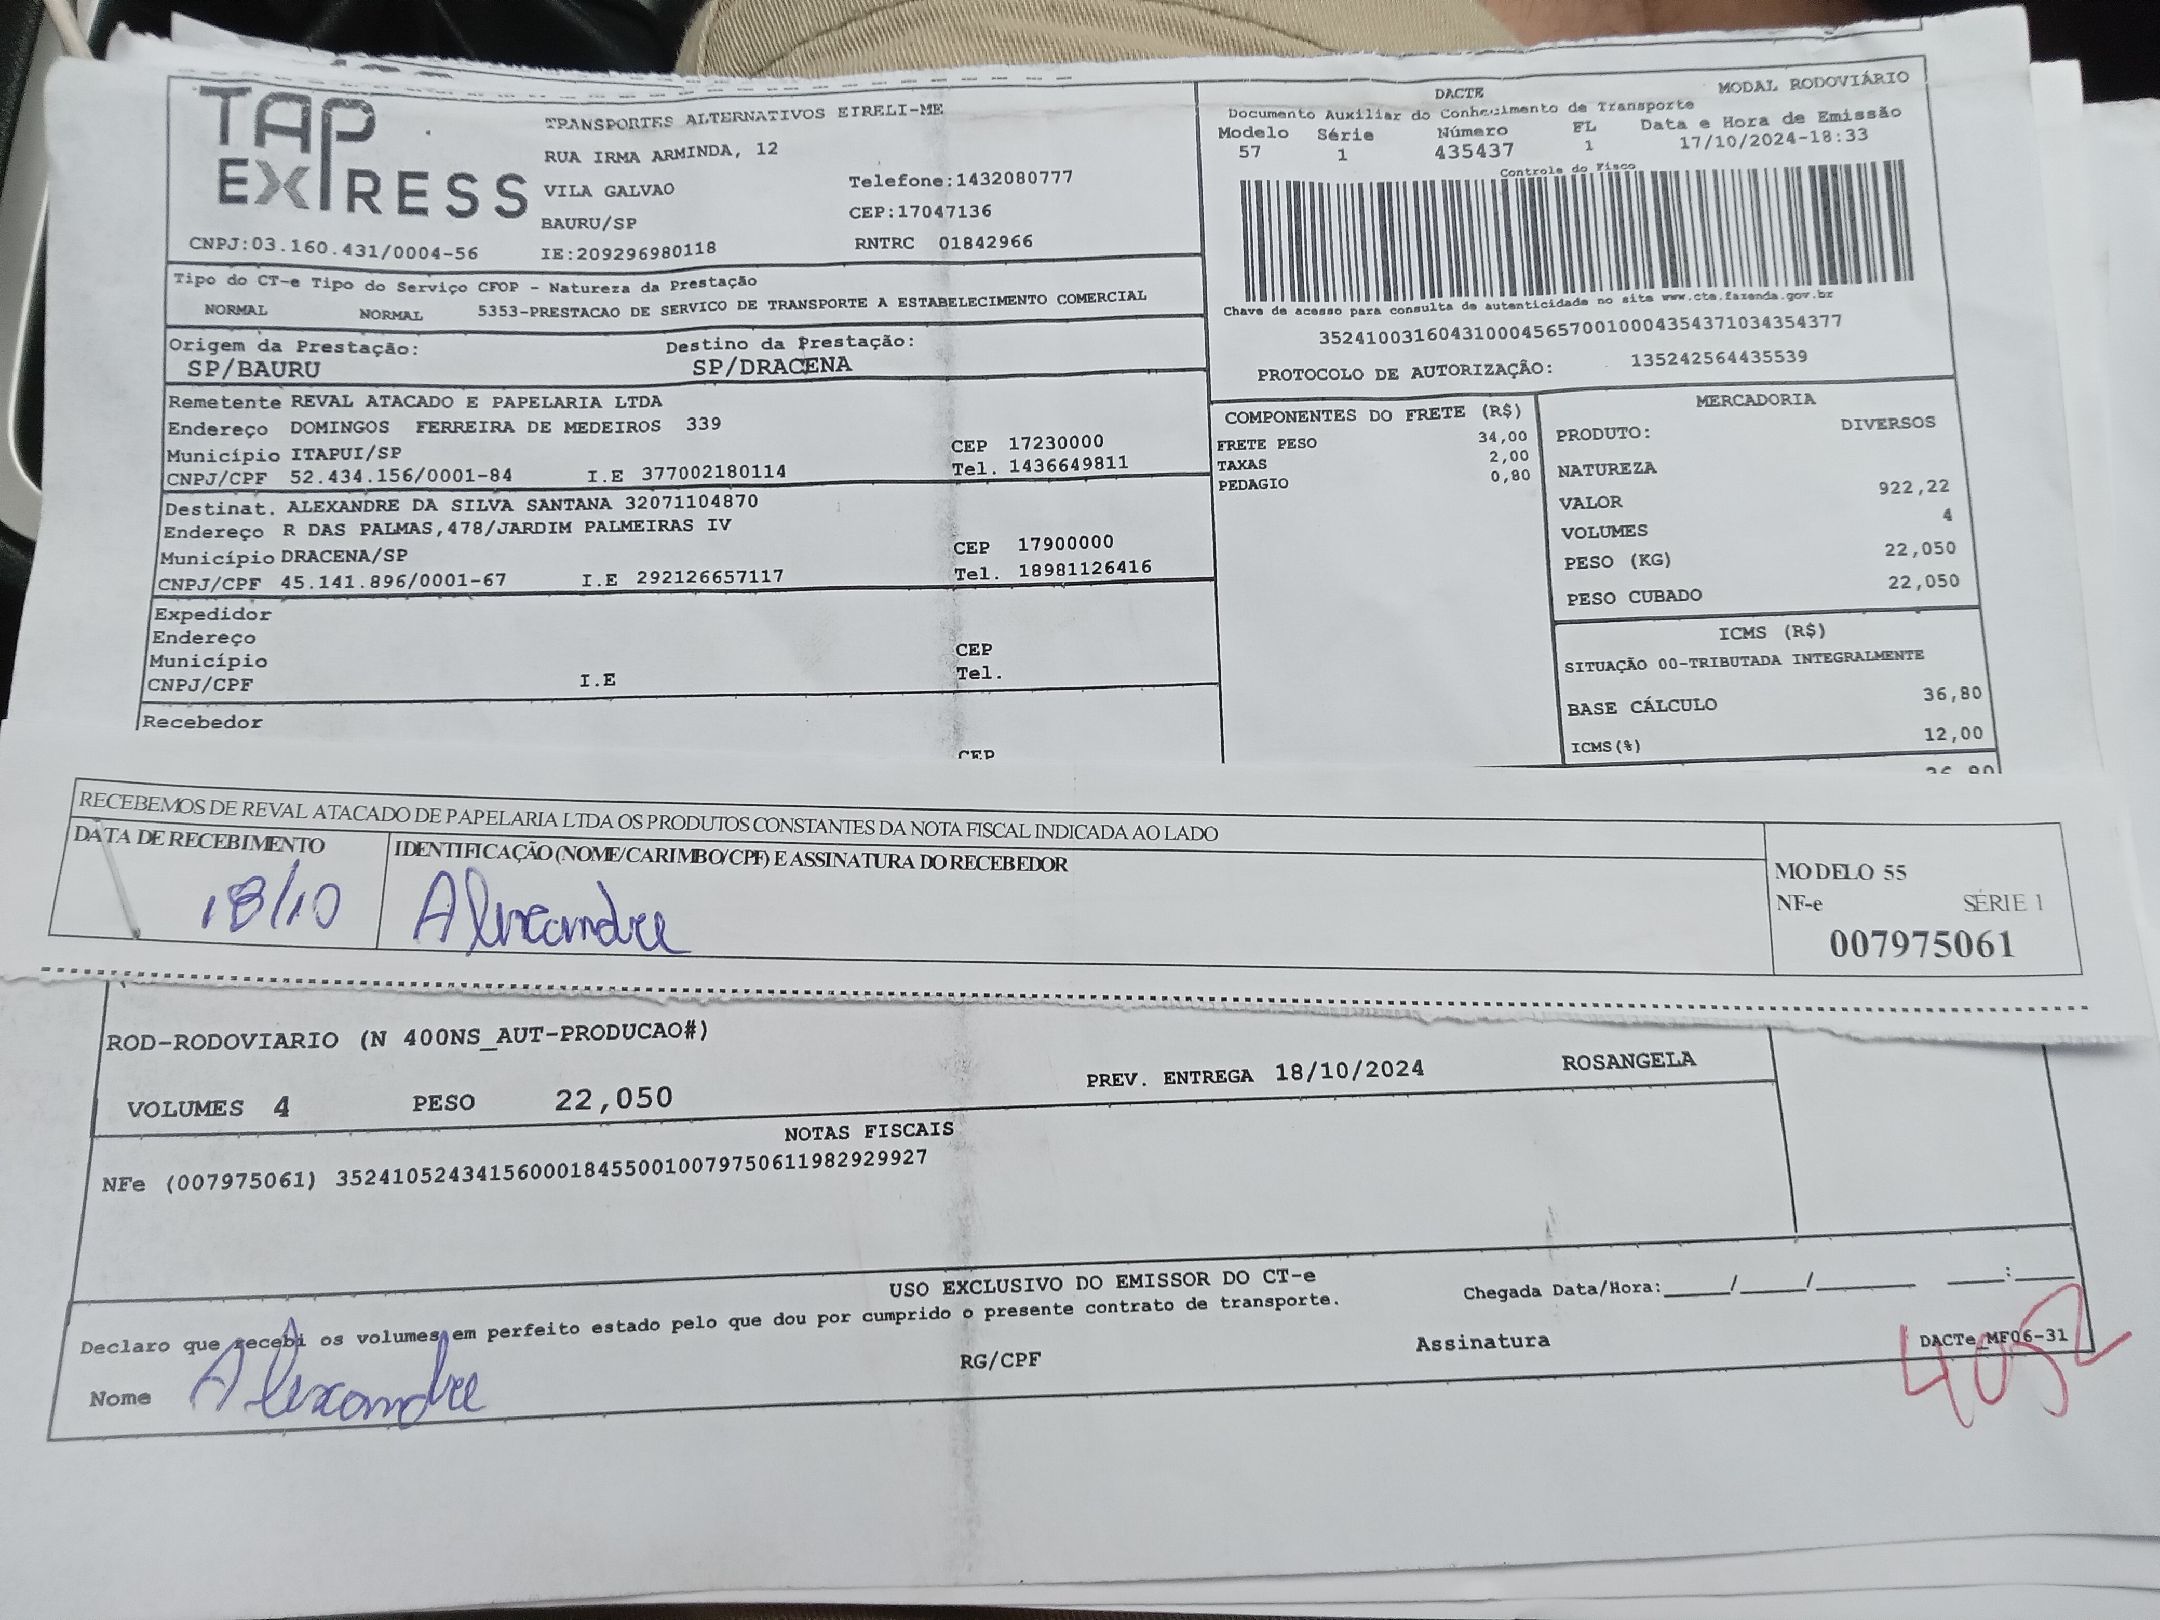 TAP EXPRESS
CNPJ:03.160.431/0004-56
TRANSPORTES ALTERNATIVOS EIRELI-ME
RUA IRMA ARMINDA, 12
VILA GALVAO
BAURU/SP
IE:209296980118
Telefone:1432080777
CEP:17047136
RNTRC 01842966
DACTE MODAL RODOVIÁRIO
Documento Auxiliar do Conhecimento de Transporte
Modelo Série Número FL Data e Hora de Emissão
57 1 435437 1 17/10/2024-18:33
Controle do Fisco
Chave de acesso para consulta de autenticidade no site www.cte.fazenda.gov.br
35241003160431000456570010004354371034354377
PROTOCOLO DE AUTORIZAÇÃO: 135242564435539
Tipo do CT-e Tipo do Serviço CFOP - Natureza da Prestação
NORMAL NORMAL 5353-PRESTACAO DE SERVICO DE TRANSPORTE A ESTABELECIMENTO COMERCIAL
Origem da Prestação: Destino da Prestação:
SP/BAURU SP/DRACENA
Remetente REVAL ATACADO E PAPELARIA LTDA
Endereço DOMINGOS FERREIRA DE MEDEIROS 339
Município ITAPUI/SP CEP 17230000
CNPJ/CPF 52.434.156/0001-84 I.E 377002180114 Tel. 1436649811
Destinat. ALEXANDRE DA SILVA SANTANA 32071104870
Endereço R DAS PALMAS,478/JARDIM PALMEIRAS IV
Município DRACENA/SP CEP 17900000
CNPJ/CPF 45.141.896/0001-67 I.E 292126657117 Tel. 18981126416
Expedidor
Endereço
Município CEP
CNPJ/CPF I.E Tel.
Recebedor
CEP
COMPONENTES DO FRETE (R$)
FRETE PESO 34,00
TAXAS 2,00
PEDAGIO 0,80
MERCADORIA
PRODUTO: DIVERSOS
NATUREZA
VALOR 922,22
VOLUMES 4
PESO (KG) 22,050
PESO CUBADO 22,050
ICMS (R$)
SITUAÇÃO 00-TRIBUTADA INTEGRALMENTE
BASE CÁLCULO 36,80
ICMS(%) 12,00
RECEBEMOS DE REVAL ATACADO DE PAPELARIA LTDA OS PRODUTOS CONSTANTES DA NOTA FISCAL INDICADA AO LADO
DATA DE RECEBIMENTO IDENTIFICAÇÃO (NOME/CARIMBO/CPF) E ASSINATURA DO RECEBEDOR
18/10 Alexandre
MODELO 55
NF-e SÉRIE 1
007975061
ROD-RODOVIARIO (N 400NS_AUT-PRODUCAO#)
VOLUMES 4 PESO 22,050 PREV. ENTREGA 18/10/2024 ROSANGELA
NOTAS FISCAIS
NFe (007975061) 35241052434156000184550010079750611982929927
USO EXCLUSIVO DO EMISSOR DO CT-e
Declaro que recebi os volumes em perfeito estado pelo que dou por cumprido o presente contrato de transporte.
Chegada Data/Hora:_____/_____/_______ ____:____
Nome Alexandre RG/CPF Assinatura DACTe_MF06-31
4052